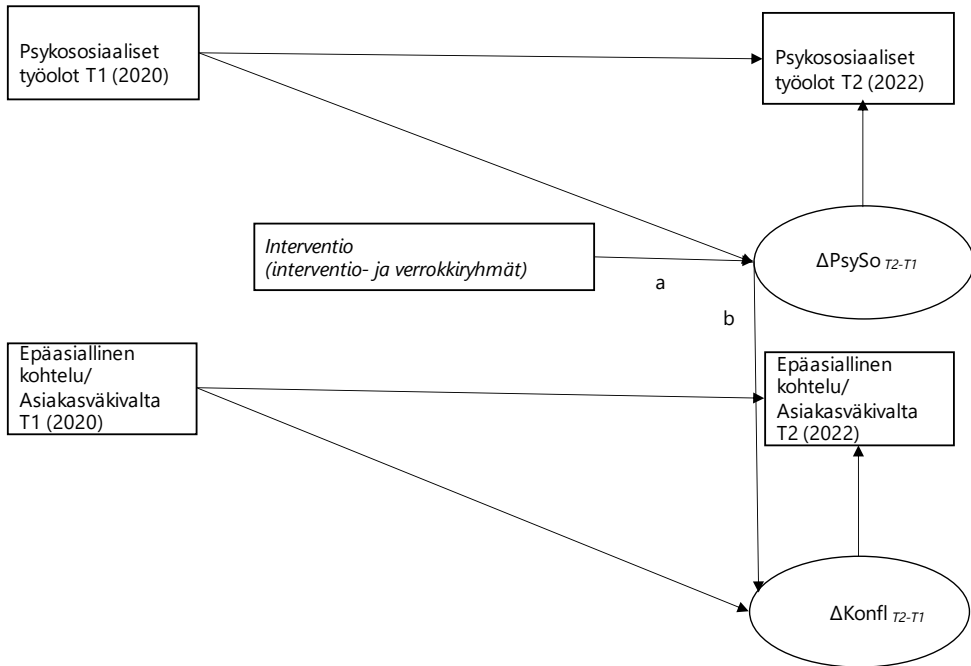 Psykososiaaliset
työolot T1 (2020)
Psykososiaaliset
työolot T2 (2022)
Interventio
(interventio- ja verrokkiryhmät)
ΔPsySo T2-T1
a
b
Epäasiallinen
kohtelu/
Asiakasväkivalta
T1 (2020)
Epäasiallinen
kohtelu/
Asiakasväkivalta
T2 (2022)
ΔKonfl T2-T1